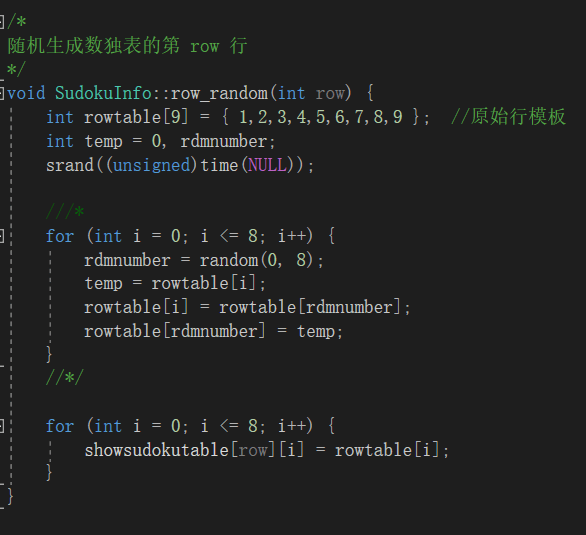 /*
随机生成数独表的第 row 行
*/
void SudokuInfo::row_random(int row) {
int rowtable[9] = { 1,2,3,4,5,6,7,8,9 };  //原始行模板
int temp = 0, rdmnumber;
srand((unsigned)time(NULL));
///*
for (int i = 0; i <= 8; i++) {
rdmnumber = random(0, 8);
temp = rowtable[i];
rowtable[i] = rowtable[rdmnumber];
rowtable[rdmnumber] = temp;
}
//*/
for (int i = 0; i <= 8; i++) {
showsudokutable[row][i] = rowtable[i];
}
}